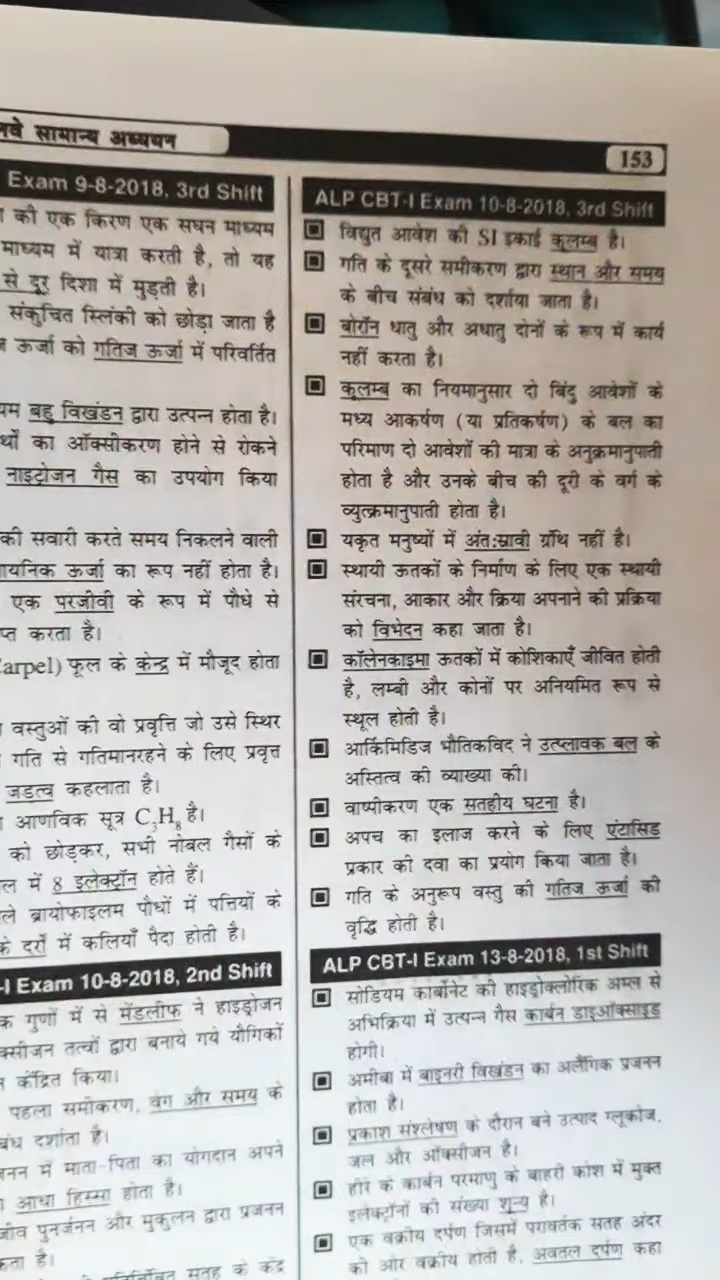 सामान्य अध्ययन
153
Exam 9-8-2018, 3rd Shift
की एक किरण एक सघन माध्यम
माध्यम में यात्रा करती है, तो यह
से दूर दिशा में मुड़ती है।
संकुचित स्लिंकी को छोड़ा जाता है
ऊर्जा को गतिज ऊर्जा में परिवर्तित
बहु विखंडन द्वारा उत्पन्न होता है।
का ऑक्सीकरण होने से रोकने
नाइट्रोजन गैस का उपयोग किया
की सवारी करते समय निकलने वाली
ऊर्जा का रूप नहीं होता है।
एक परजीवी के रूप में पौधे से
करता है।
arpel) फूल के केन्द्र में मौजूद होता
वस्तुओं की वो प्रवृत्ति जो उसे स्थिर
गति से गतिमानरहने के लिए प्रवृत्त
जड़त्व कहलाता है।
आणविक सूत्र C₃H₈ है।
को छोड़कर, सभी नोबल गैसों के
में 8 इलेक्ट्रॉन होते हैं।
ब्रायोफाइलम पौधों में पत्तियों के
के दरों में कलियाँ पैदा होती है।
-I Exam 10-8-2018, 2nd Shift
गुणों में से मेंडलीफ ने हाइड्रोजन
तत्वों द्वारा बनाये गये यौगिकों
केंद्रित किया।
पहला समीकरण, वेग और समय के
दर्शाता है।
में माता-पिता का योगदान अपने
आधा हिस्सा होता है।
पुनर्जनन और मुकुलन द्वारा प्रजनन
है।
सतह के केंद्र
ALP CBT-I Exam 10-8-2018, 3rd Shift
विद्युत आवेश की SI इकाई कूलम्ब है।
गति के दूसरे समीकरण द्वारा स्थान और समय
के बीच संबंध को दर्शाया जाता है।
बोरॉन धातु और अधातु दोनों के रूप में कार्य
नहीं करता है।
कूलम्ब का नियमानुसार दो बिंदु आवेशों के
मध्य आकर्षण (या प्रतिकर्षण) के बल का
परिमाण दो आवेशों की मात्रा के अनुक्रमानुपाती
होता है और उनके बीच की दूरी के वर्ग के
व्युत्क्रमानुपाती होता है।
यकृत मनुष्यों में अंत:स्रावी ग्रंथि नहीं है।
स्थायी ऊतकों के निर्माण के लिए एक स्थायी
संरचना, आकार और क्रिया अपनाने की प्रक्रिया
को विभेदन कहा जाता है।
कॉलेनकाइमा ऊतकों में कोशिकाएँ जीवित होती
है, लम्बी और कोनों पर अनियमित रूप से
स्थूल होती है।
आर्किमिडिज भौतिकविद ने उत्प्लावक बल के
अस्तित्व की व्याख्या की।
वाष्पीकरण एक सतहीय घटना है।
अपच का इलाज करने के लिए एंटासिड
प्रकार की दवा का प्रयोग किया जाता है।
गति के अनुरूप वस्तु की गतिज ऊर्जा की
वृद्धि होती है।
ALP CBT-I Exam 13-8-2018, 1st Shift
सोडियम कार्बोनेट की हाइड्रोक्लोरिक अम्ल से
अभिक्रिया में उत्पन्न गैस कार्बन डाइऑक्साइड
होगी।
अमीबा में बाइनरी विखंडन का अलैंगिक प्रजनन
होता है।
प्रकाश संश्लेषण के दौरान बने उत्पाद ग्लूकोज,
जल और ऑक्सीजन है।
हीरे के कार्बन परमाणु के बाहरी कोश में मुक्त
इलेक्ट्रॉनों की संख्या शून्य है।
एक वक्रीय दर्पण जिसमें परावर्तक सतह अंदर
की ओर वक्रीय होती है, अवतल दर्पण कहा